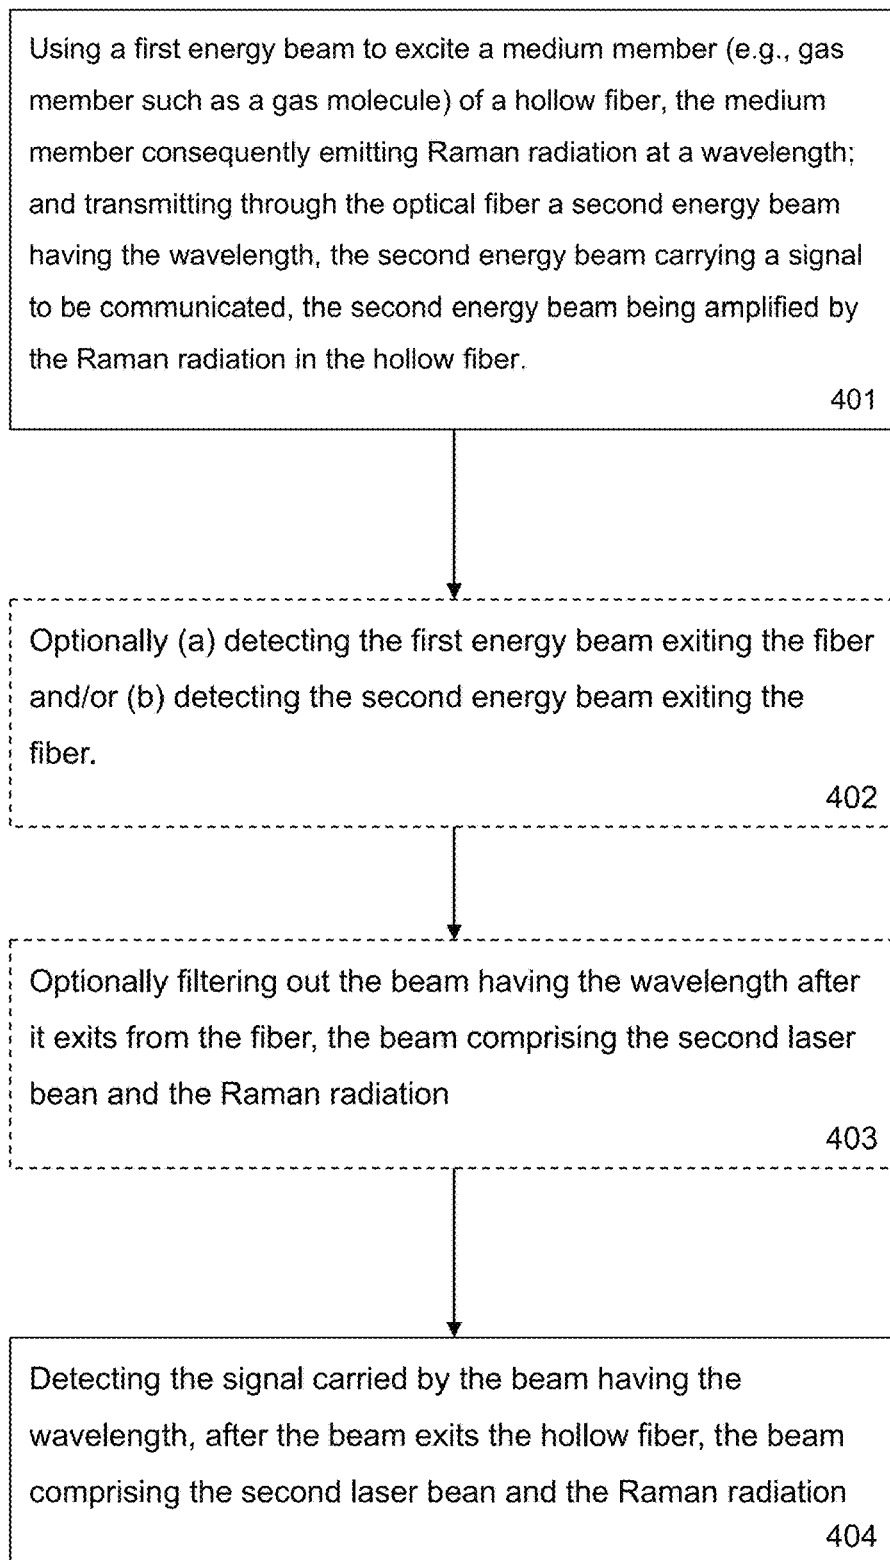 Using a first energy beam to excite a medium member (e.g., gas
member such as a gas molecule) of a hollow fiber, the medium
member consequently emitting Raman radiation at a wavelength;
and transmitting through the optical fiber a second energy beam
having the wavelength, the second energy beam carrying a signal
to be communicated, the second energy beam being amplified by
the Raman radiation in the hollow fiber.
401
Optionally (a) detecting the first energy beam exiting the fiber
and/or (b) detecting the second energy beam exiting the
fiber.
402
Optionally filtering out the beam having the wavelength after
it exits from the fiber, the beam comprising the second laser
bean and the Raman radiation
403
Detecting the signal carried by the beam having the
wavelength, after the beam exits the hollow fiber, the beam
comprising the second laser bean and the Raman radiation
404